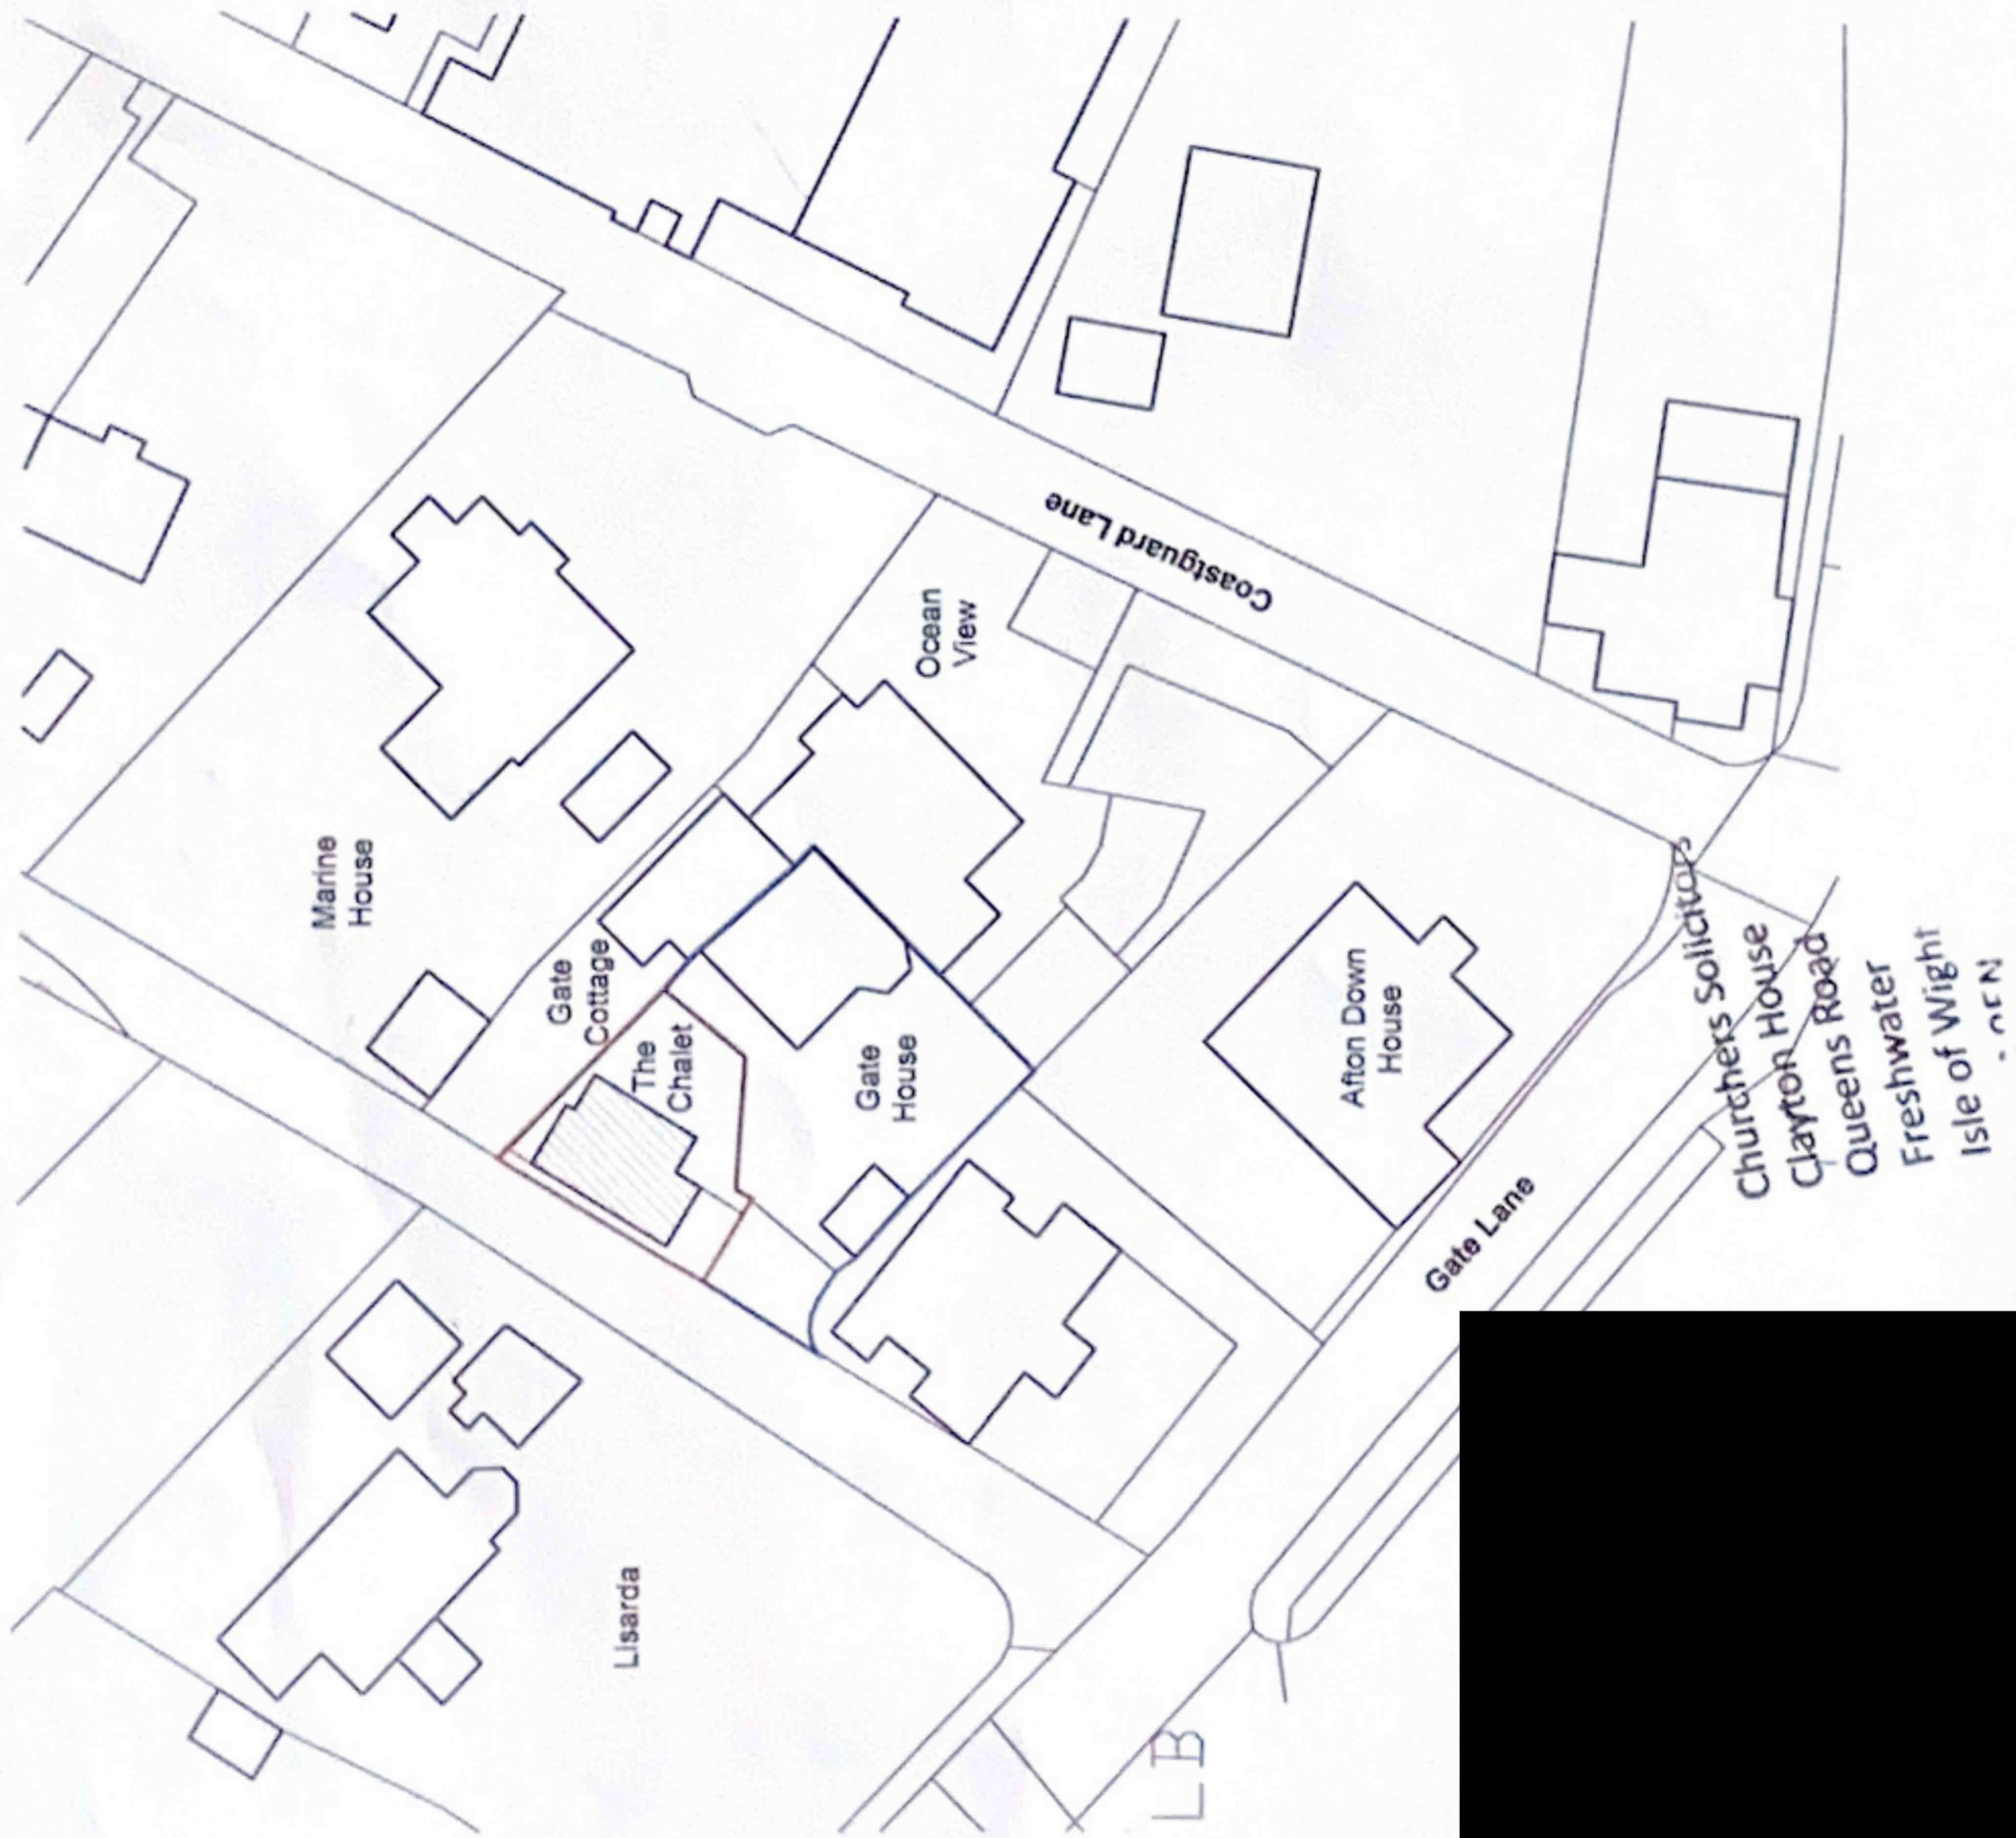 Marine
House
Gate
Cottage
The
Chalet
Ocean
View
Coastguard Lane
Gate
House
Afton Down
House
Gate Lane
Lisarda
LB
Churchers Solicitors
Clayton House
Queens Road
Freshwater
Isle of Wight